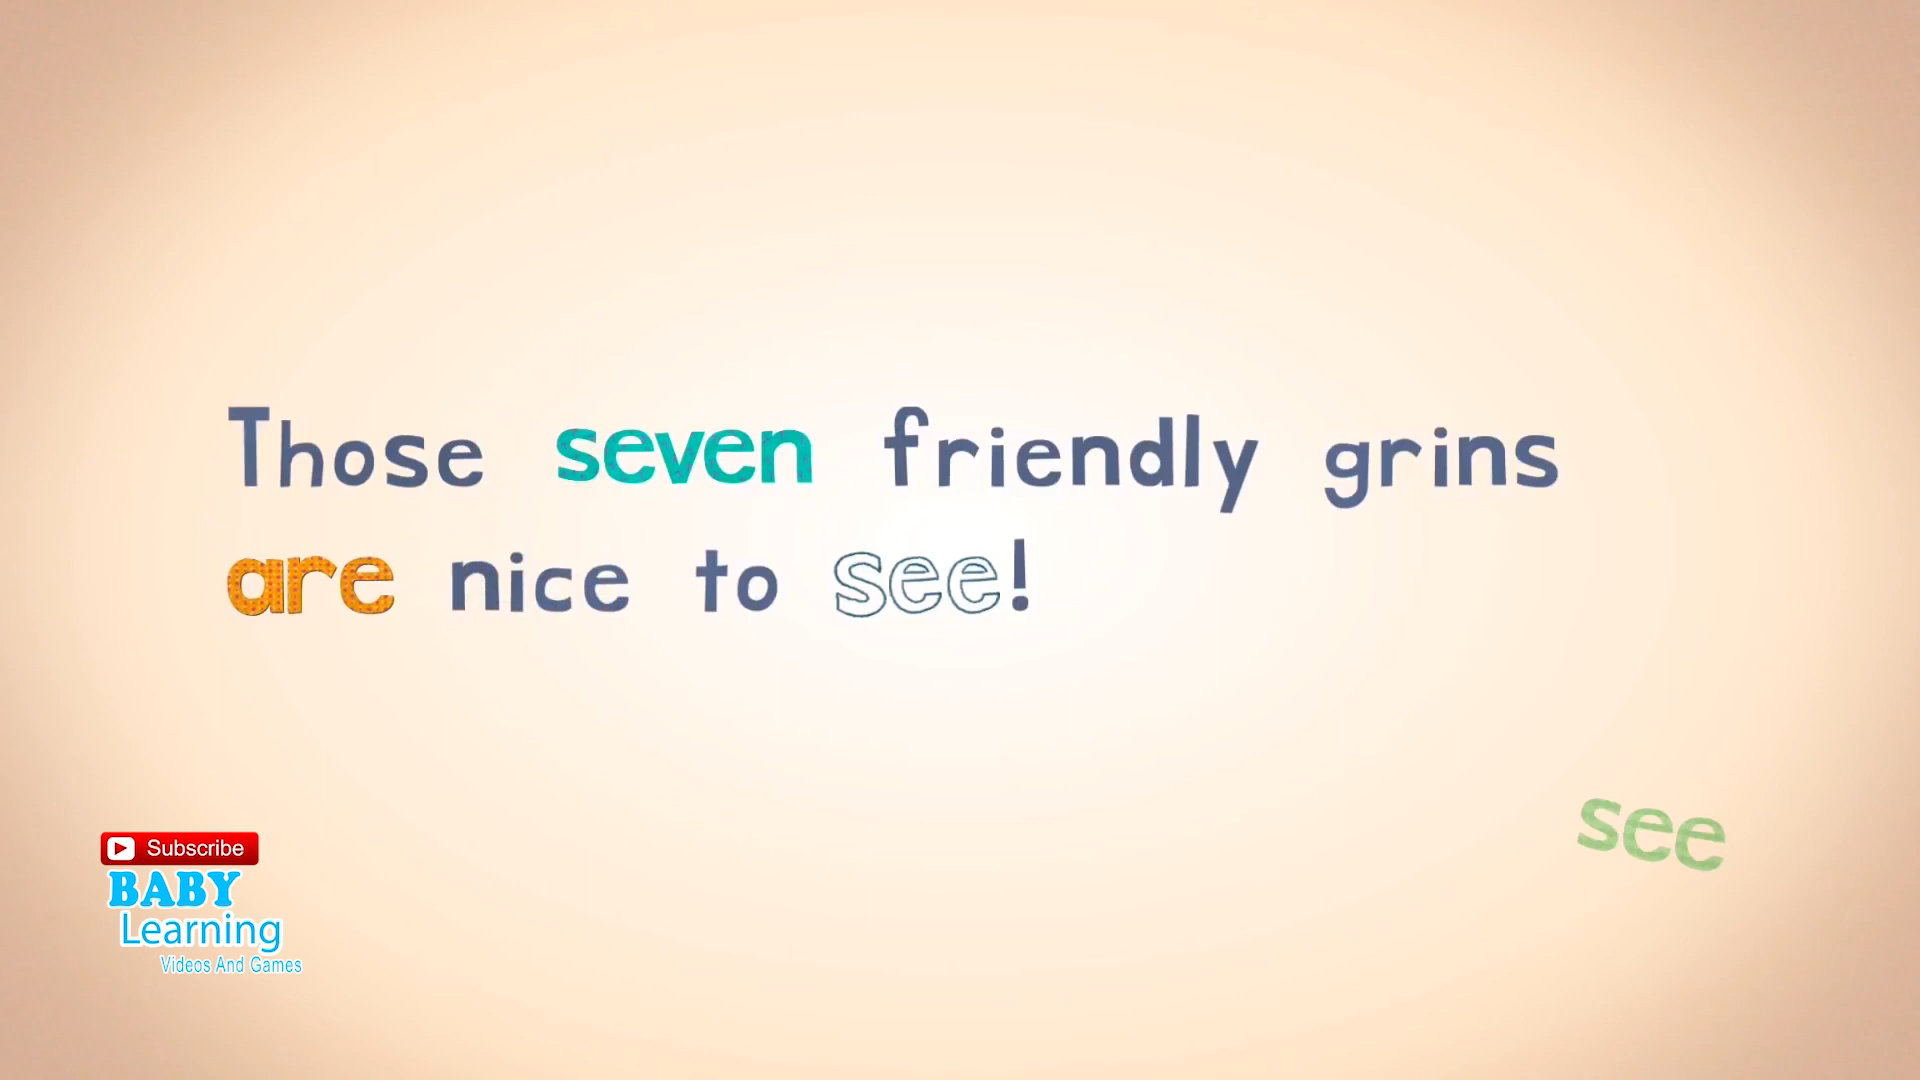 Those seven friendly grins
are nice to see!
see
Subscribe
BABY
Learning
Videos And Games